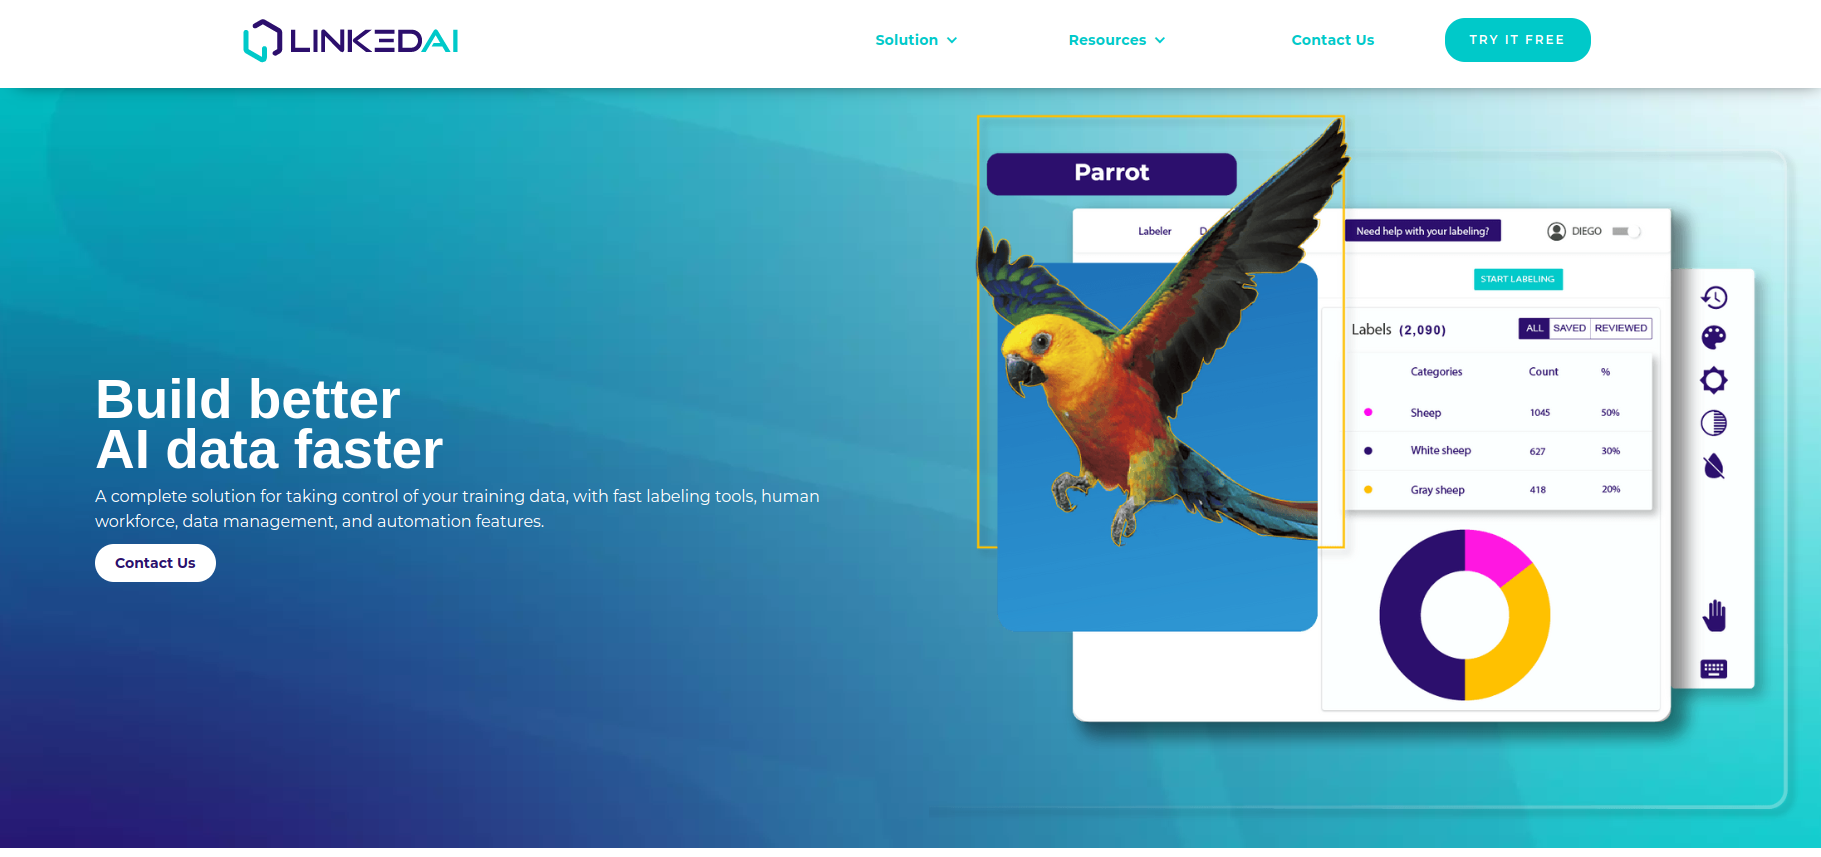 LINKEDAI
Solution
Resources
Contact Us
TRY IT FREE
Build better
AI data faster
A complete solution for taking control of your training data, with fast labeling tools, human
workforce, data management, and automation features.
Contact Us
Parrot
Labeler
Need help with your labeling?
DIEGO
START LABELING
Labels (2,090)
ALL SAVED REVIEWED
Categories Count %
Sheep 1045 50%
White sheep 627 30%
Gray sheep 418 20%